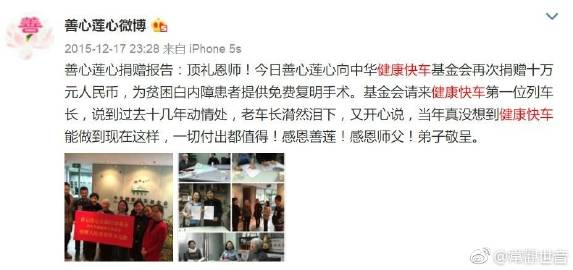 善心莲心微博
2015-12-17 23:28 来自 iPhone 5s
善心莲心捐赠报告：顶礼恩师！今日善心莲心向中华健康快车基金会再次捐赠十万
元人民币，为贫困白内障患者提供免费复明手术。基金会请来健康快车第一位列车
长，说到过去十几年动情处，老车长潸然泪下，又开心说，当年真没想到健康快车
能做到现在这样，一切付出都值得！感恩善莲！感恩师父！弟子敬呈。
善